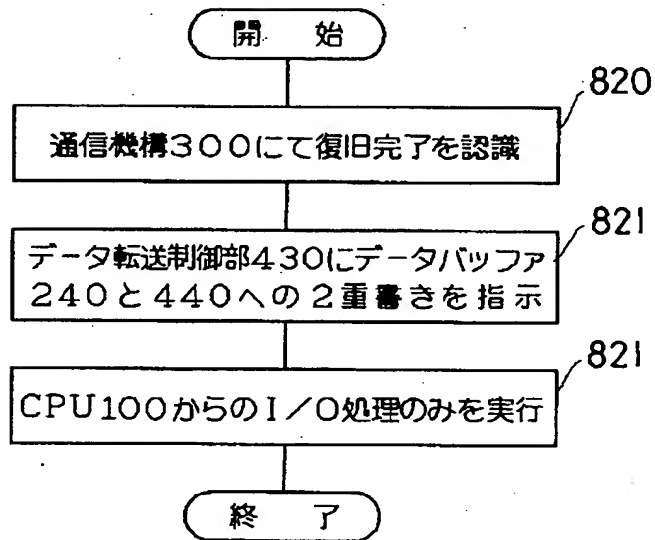 開 始
820
通信機構300にて復旧完了を認識
821
データ転送制御部430にデータバッファ
240と440への2重書きを指示
821
CPU100からのI/O処理のみを実行
終 了